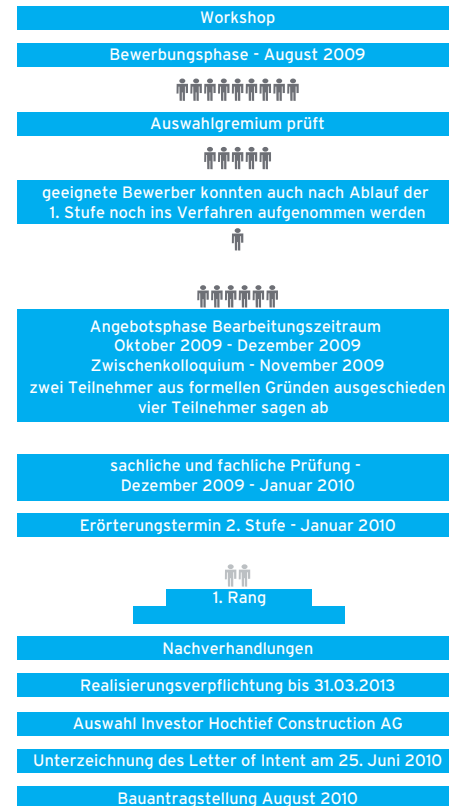 Workshop
Bewerbungsphase - August 2009
Auswahlgremium prüft
geeignete Bewerber konnten auch nach Ablauf der
1. Stufe noch ins Verfahren aufgenommen werden
Angebotsphase Bearbeitungszeitraum
Oktober 2009 - Dezember 2009
Zwischenkolloquium - November 2009
zwei Teilnehmer aus formellen Gründen ausgeschieden
vier Teilnehmer sagen ab
sachliche und fachliche Prüfung -
Dezember 2009 - Januar 2010
Erörterungstermin 2. Stufe - Januar 2010
1. Rang
Nachverhandlungen
Realisierungsverpflichtung bis 31.03.2013
Auswahl Investor Hochtief Construction AG
Unterzeichnung des Letter of Intent am 25. Juni 2010
Bauantragstellung August 2010